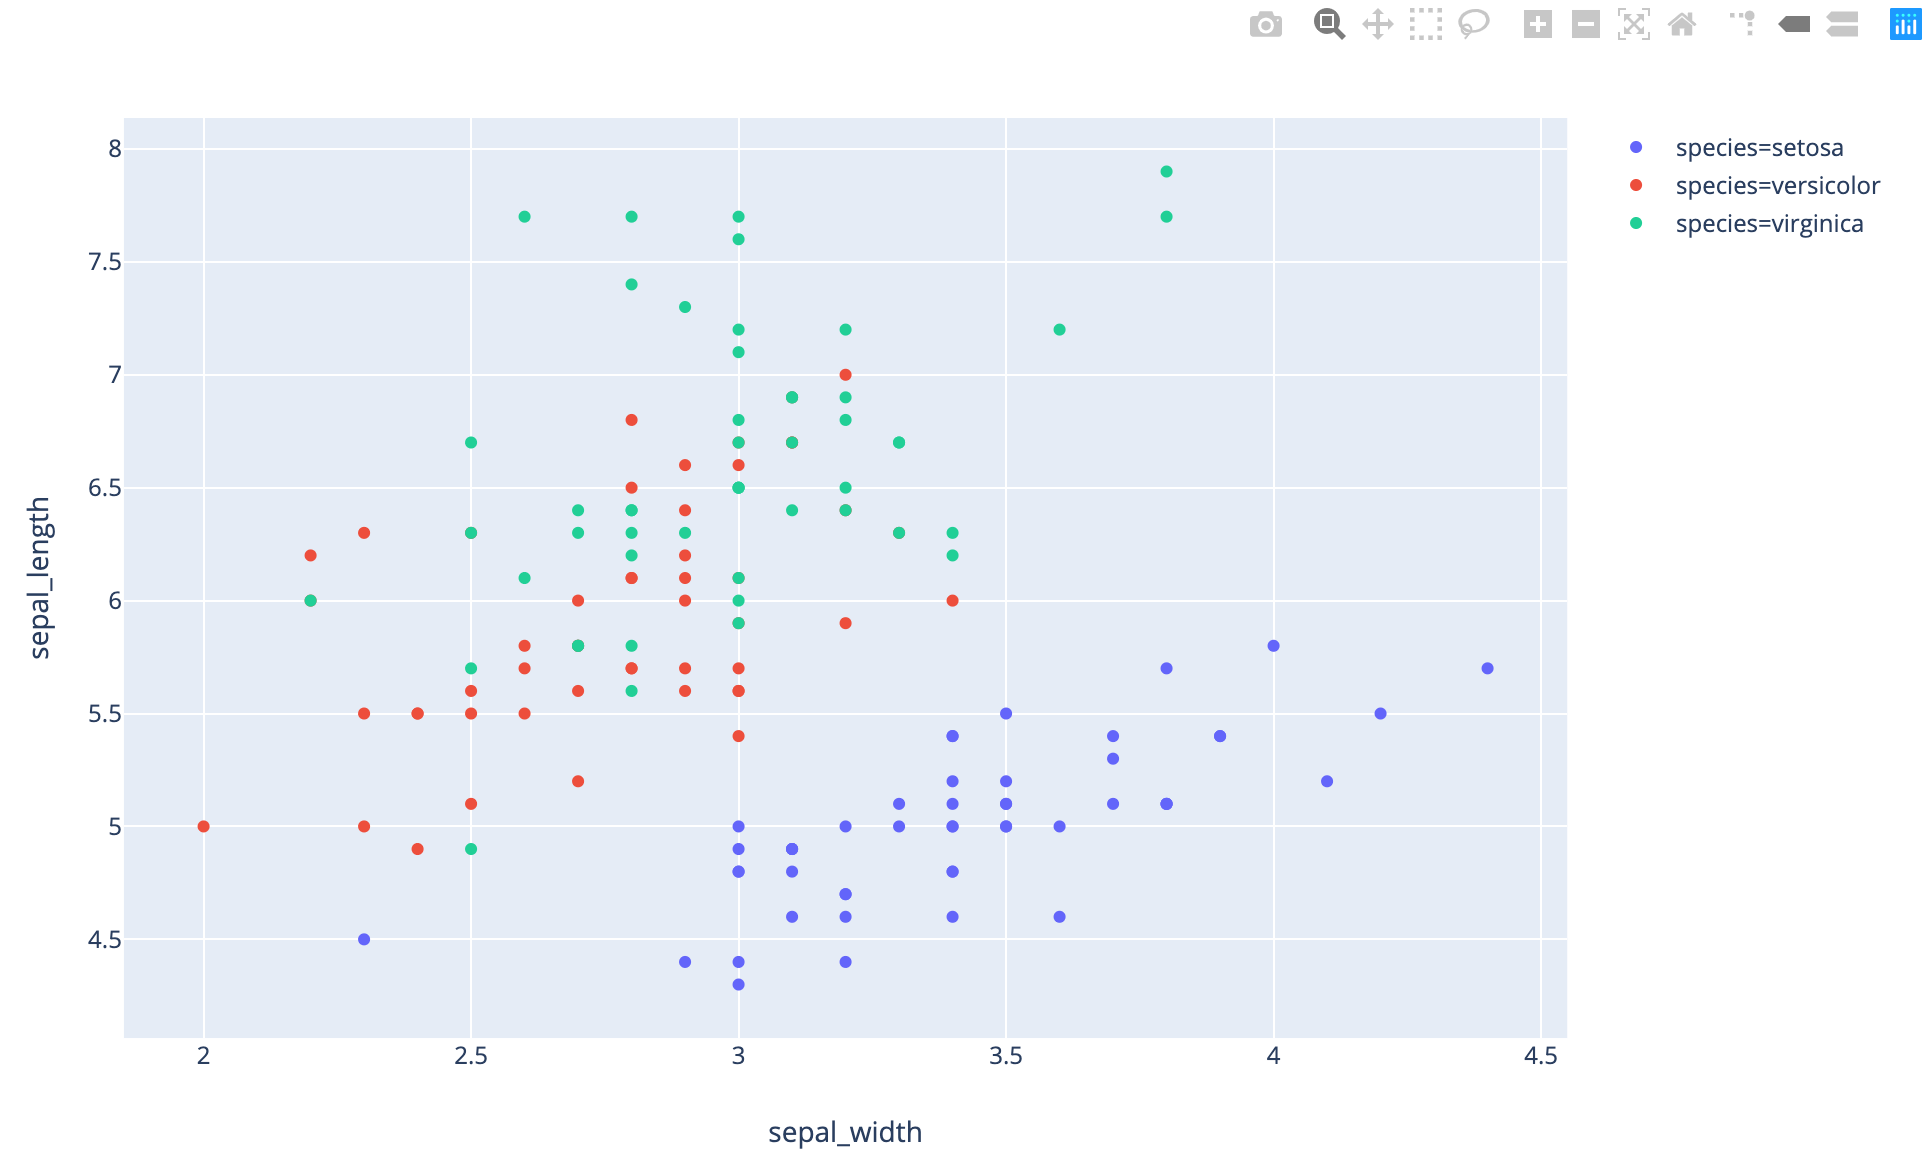 8
7.5
7
6.5
6
5.5
5
4.5
2 2.5 3 3.5 4 4.5
sepal_length
sepal_width
species=setosa
species=versicolor
species=virginica